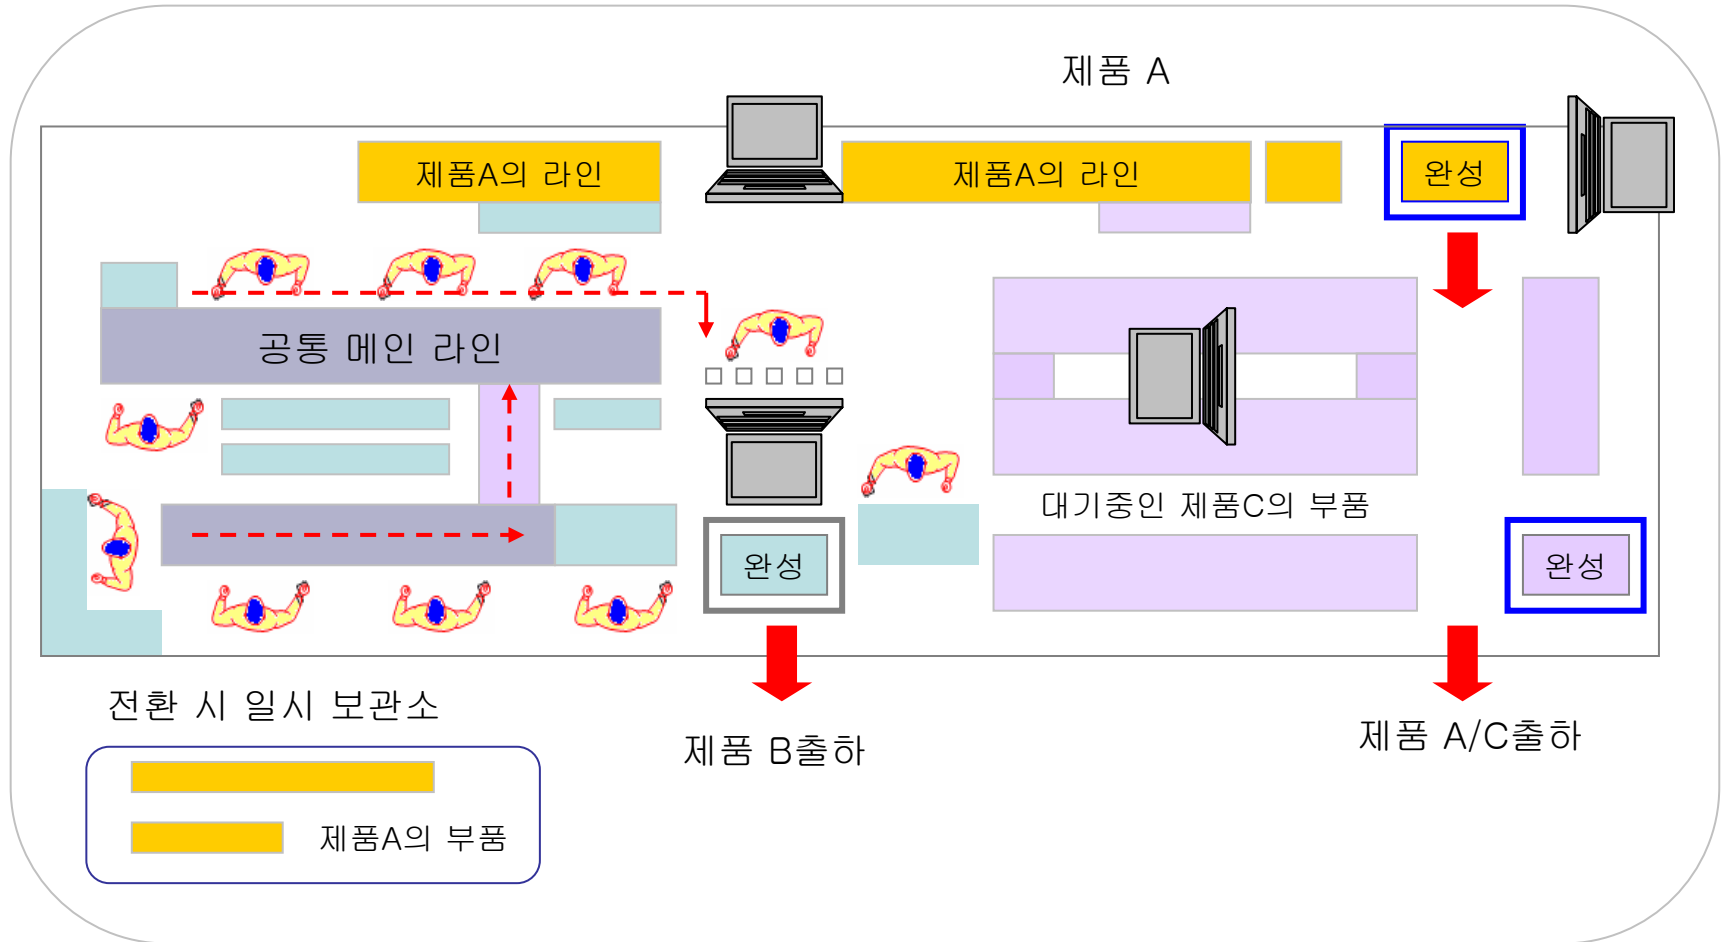 제품 A
제품A의 라인
제품A의 라인
완성
공통 메인 라인
대기중인 제품C의 부품
완성
완성
전환 시 일시 보관소
제품 B출하
제품 A/C출하
제품A의 부품